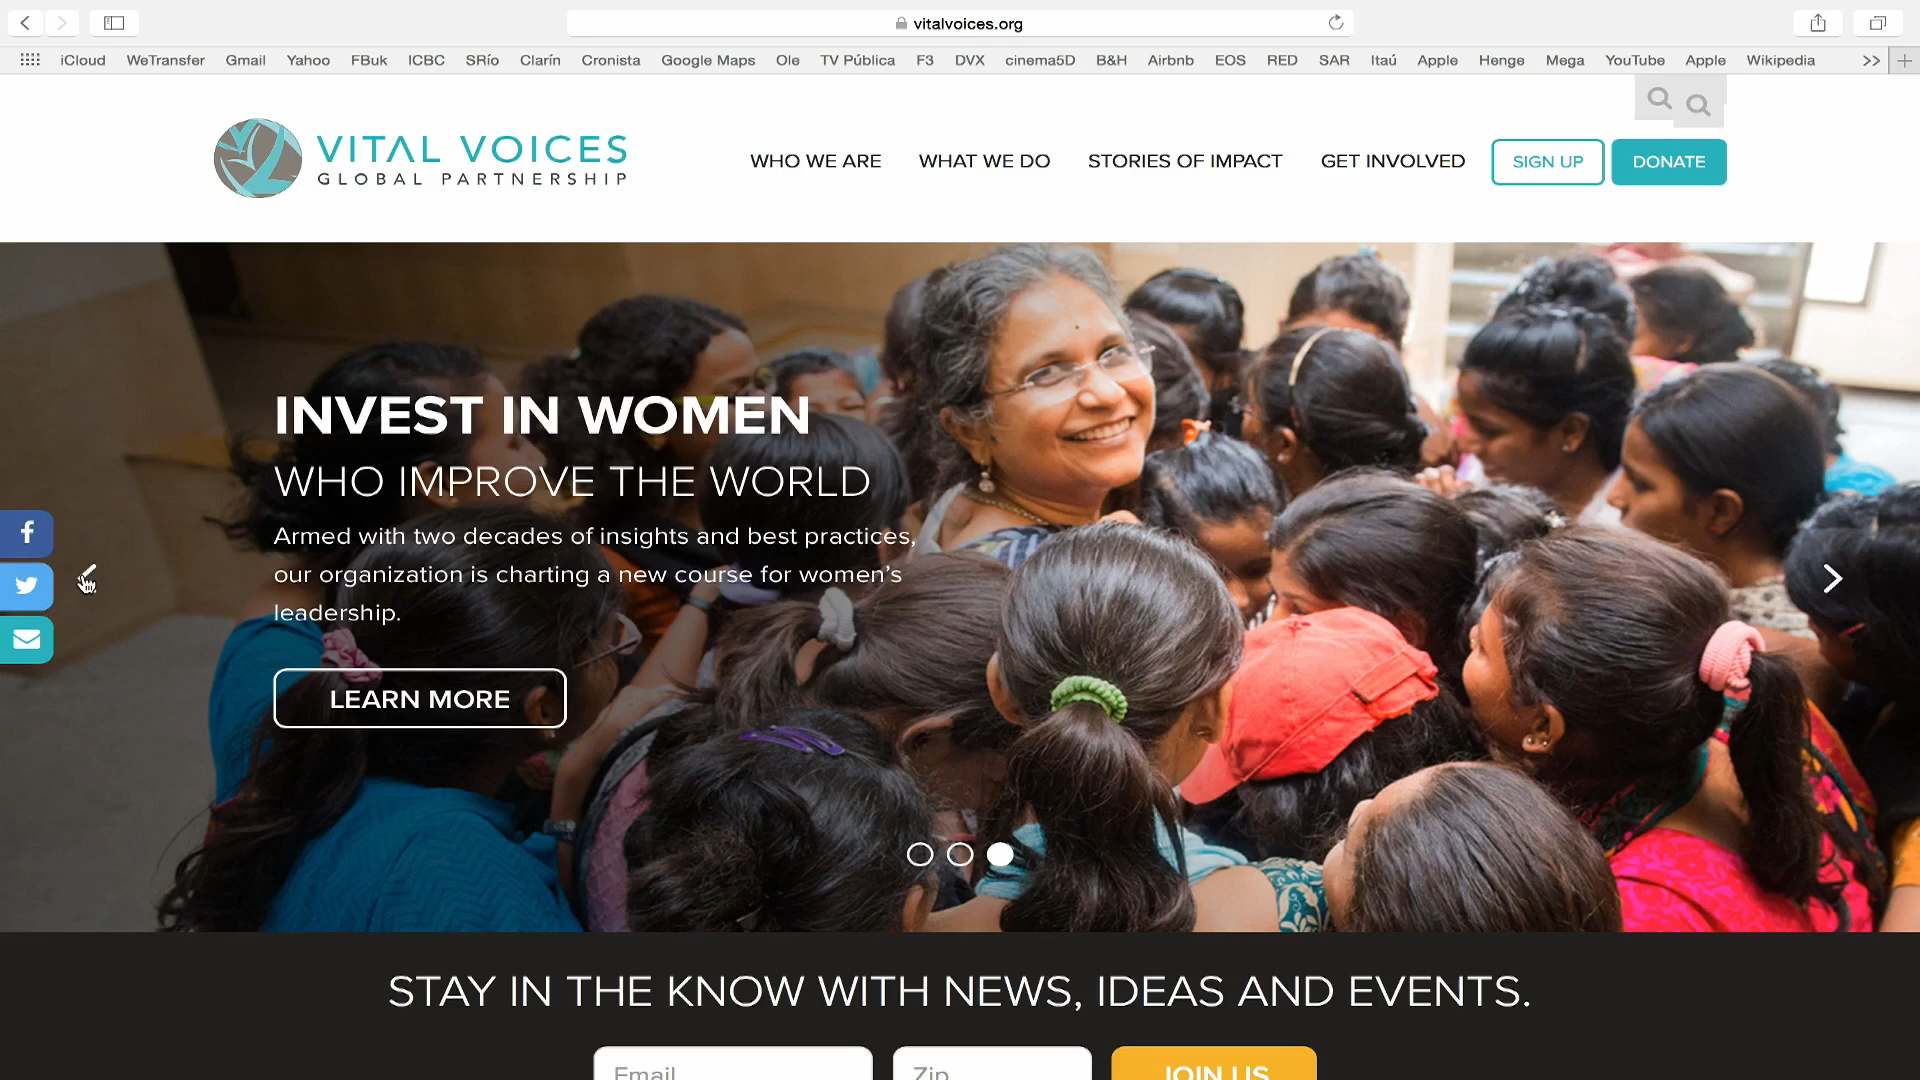 vitalvoices.org
iCloud WeTransfer Gmail Yahoo FBuk ICBC SRío Clarín Cronista Google Maps Ole TV Pública F3 DVX cinema5D B&H Airbnb EOS RED SAR Itaú Apple Henge Mega YouTube Apple Wikipedia
VITAL VOICES
GLOBAL PARTNERSHIP
WHO WE ARE WHAT WE DO STORIES OF IMPACT GET INVOLVED SIGN UP DONATE
INVEST IN WOMEN
WHO IMPROVE THE WORLD
Armed with two decades of insights and best practices,
our organization is charting a new course for women’s
leadership.
LEARN MORE
STAY IN THE KNOW WITH NEWS, IDEAS AND EVENTS.
Email Zip JOIN US